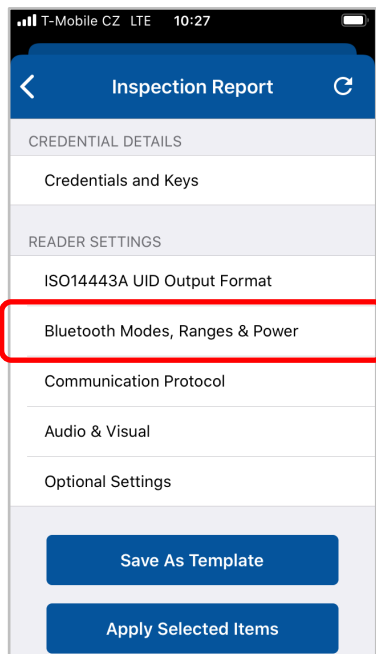 T-Mobile CZ LTE 10:27
Inspection Report
CREDENTIAL DETAILS
Credentials and Keys
READER SETTINGS
ISO14443A UID Output Format
Bluetooth Modes, Ranges & Power
Communication Protocol
Audio & Visual
Optional Settings
Save As Template
Apply Selected Items